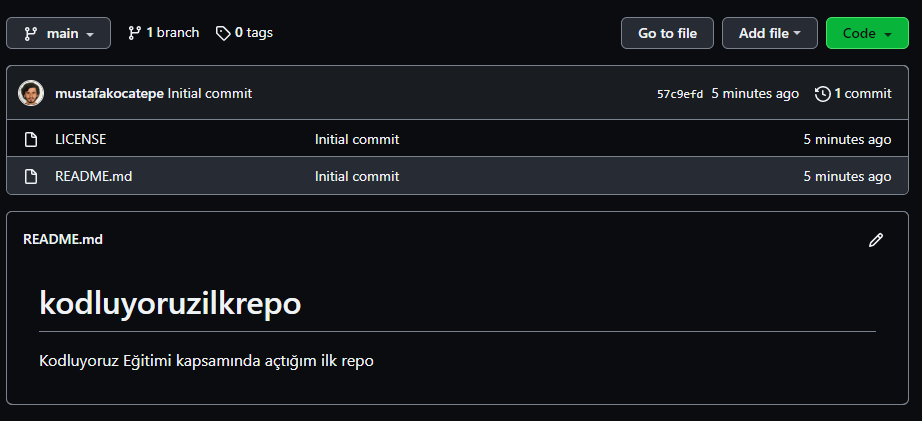 main 1 branch 0 tags Go to file Add file Code
mustafakocatepe Initial commit 57c9efd 5 minutes ago 1 commit
LICENSE Initial commit 5 minutes ago
README.md Initial commit 5 minutes ago
README.md
kodluyoruzilkrepo
Kodluyoruz Eğitimi kapsamında açtığım ilk repo